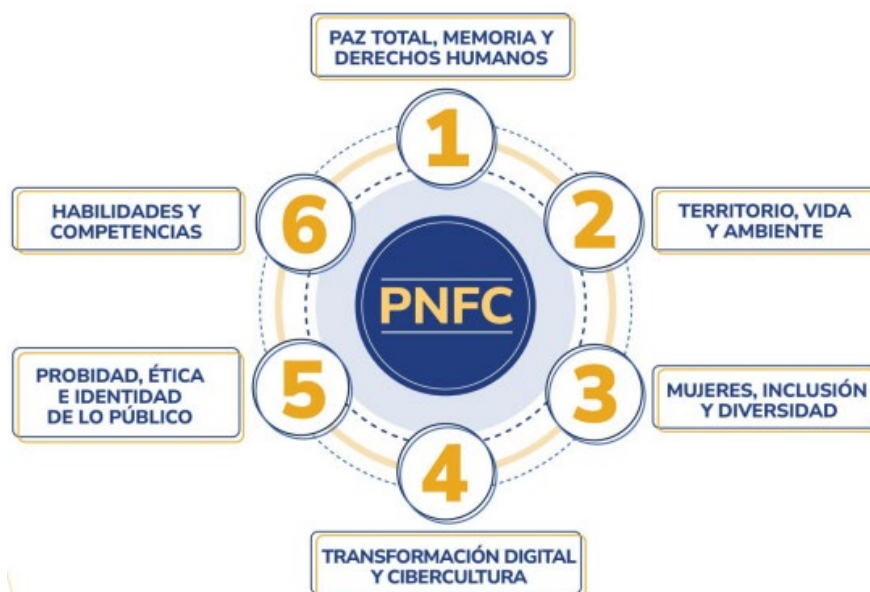 PAZ TOTAL, MEMORIA Y
DERECHOS HUMANOS
1
HABILIDADES Y
COMPETENCIAS
6
2
TERRITORIO, VIDA
Y AMBIENTE
PNFC
PROBIDAD, ÉTICA
E IDENTIDAD
DE LO PÚBLICO
5
3
MUJERES, INCLUSIÓN
Y DIVERSIDAD
4
TRANSFORMACIÓN DIGITAL
Y CIBERCULTURA